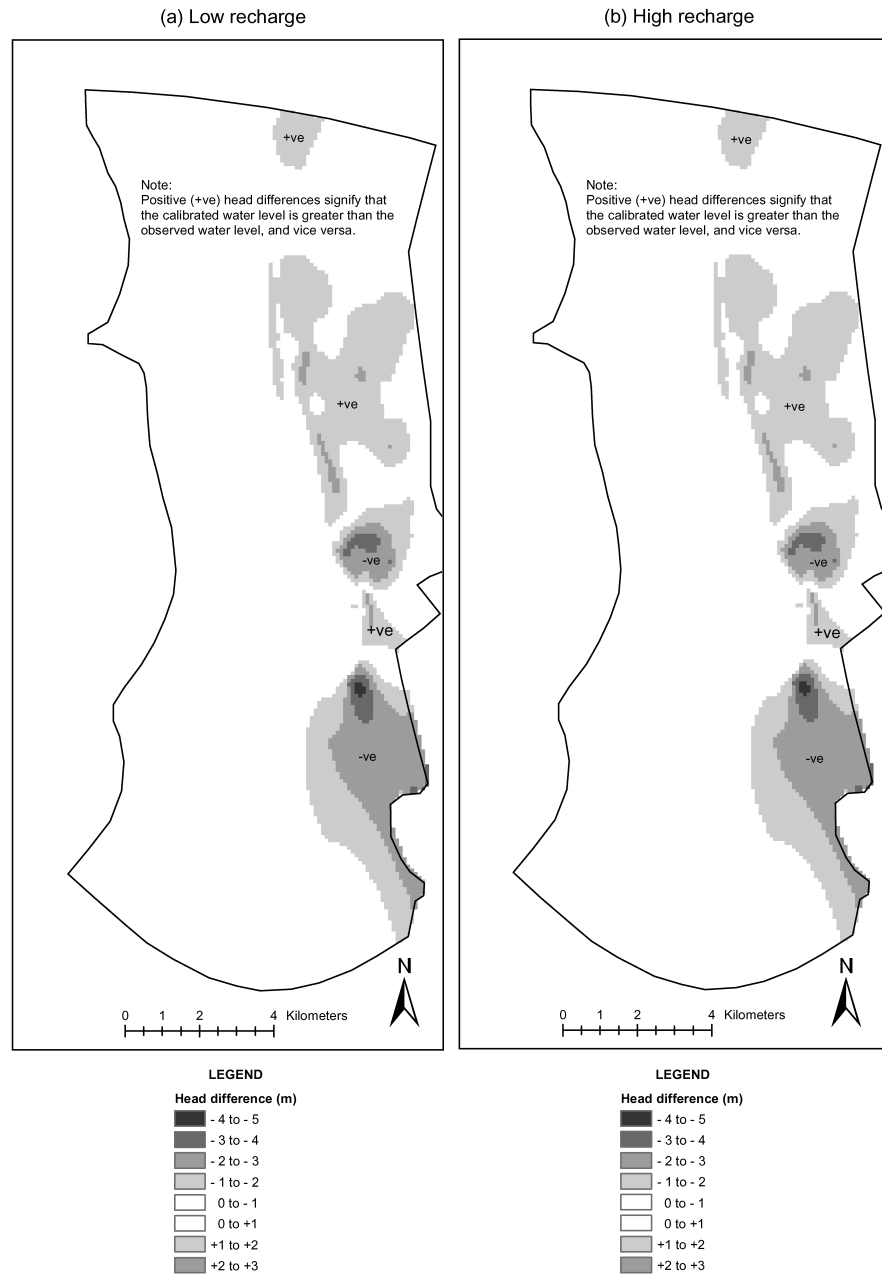 (a) Low recharge
+ve
Note:
Positive (+ve) head differences signify that
the calibrated water level is greater than the
observed water level, and vice versa.
+ve
-ve
+ve
-ve
N
0 1 2 4 Kilometers
LEGEND
Head difference (m)
- 4 to - 5
- 3 to - 4
- 2 to - 3
- 1 to - 2
0 to - 1
0 to +1
+1 to +2
+2 to +3
(b) High recharge
+ve
Note:
Positive (+ve) head differences signify that
the calibrated water level is greater than the
observed water level, and vice versa.
+ve
-ve
+ve
-ve
N
0 1 2 4 Kilometers
LEGEND
Head difference (m)
- 4 to - 5
- 3 to - 4
- 2 to - 3
- 1 to - 2
0 to - 1
0 to +1
+1 to +2
+2 to +3